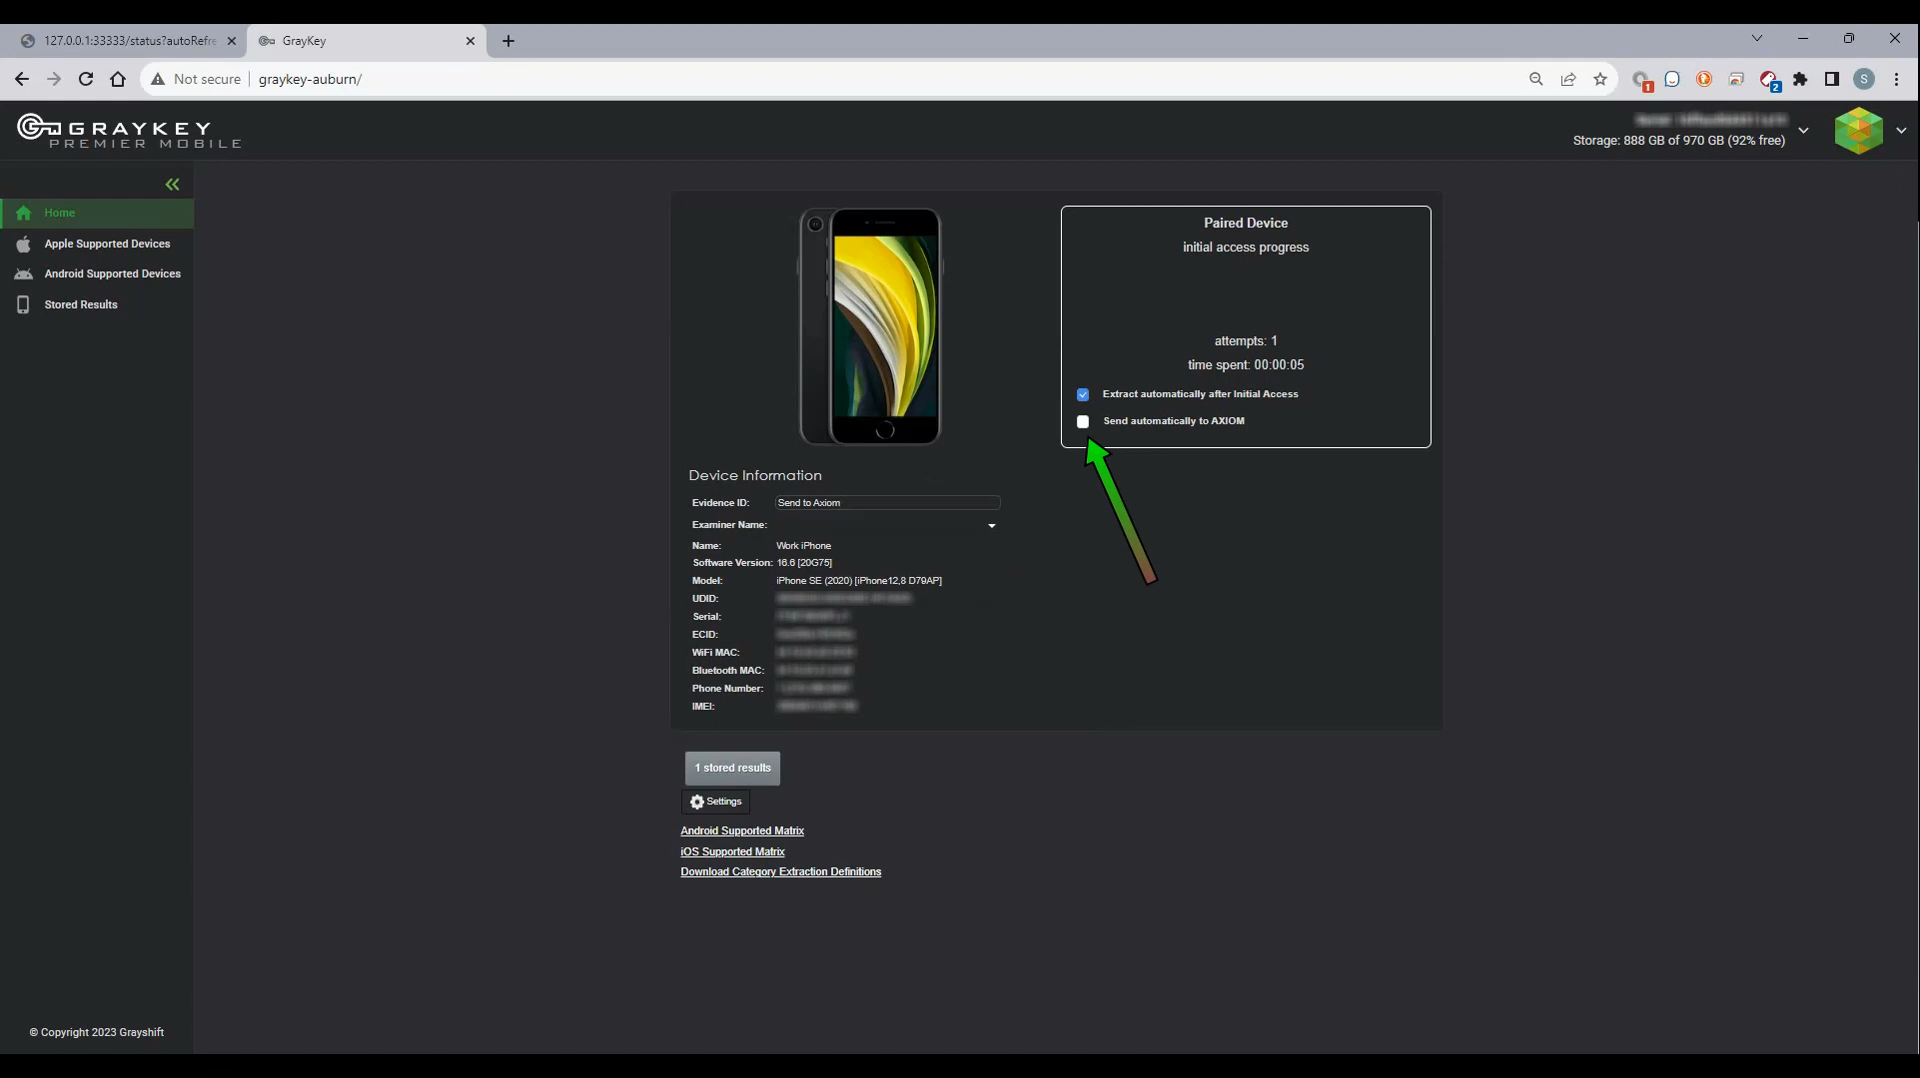 127.0.0.1:33333/status?autoRefre
GrayKey
Not secure
graykey-auburn/
1
2
S
GRAYKEY
PREMIER MOBILE
Storage: 888 GB of 970 GB (92% free)
Home
Apple Supported Devices
Android Supported Devices
Stored Results
Paired Device
initial access progress
attempts: 1
time spent: 00:00:05
Extract automatically after Initial Access
Send automatically to AXIOM
Device Information
Evidence ID: Send to Axiom
Examiner Name:
Name: Work iPhone
Software Version: 16.6 [20G75]
Model: iPhone SE (2020) [iPhone12,8 D79AP]
UDID:
Serial:
ECID:
WiFi MAC:
Bluetooth MAC:
Phone Number:
IMEI:
1 stored results
Settings
Android Supported Matrix
iOS Supported Matrix
Download Category Extraction Definitions
© Copyright 2023 Grayshift